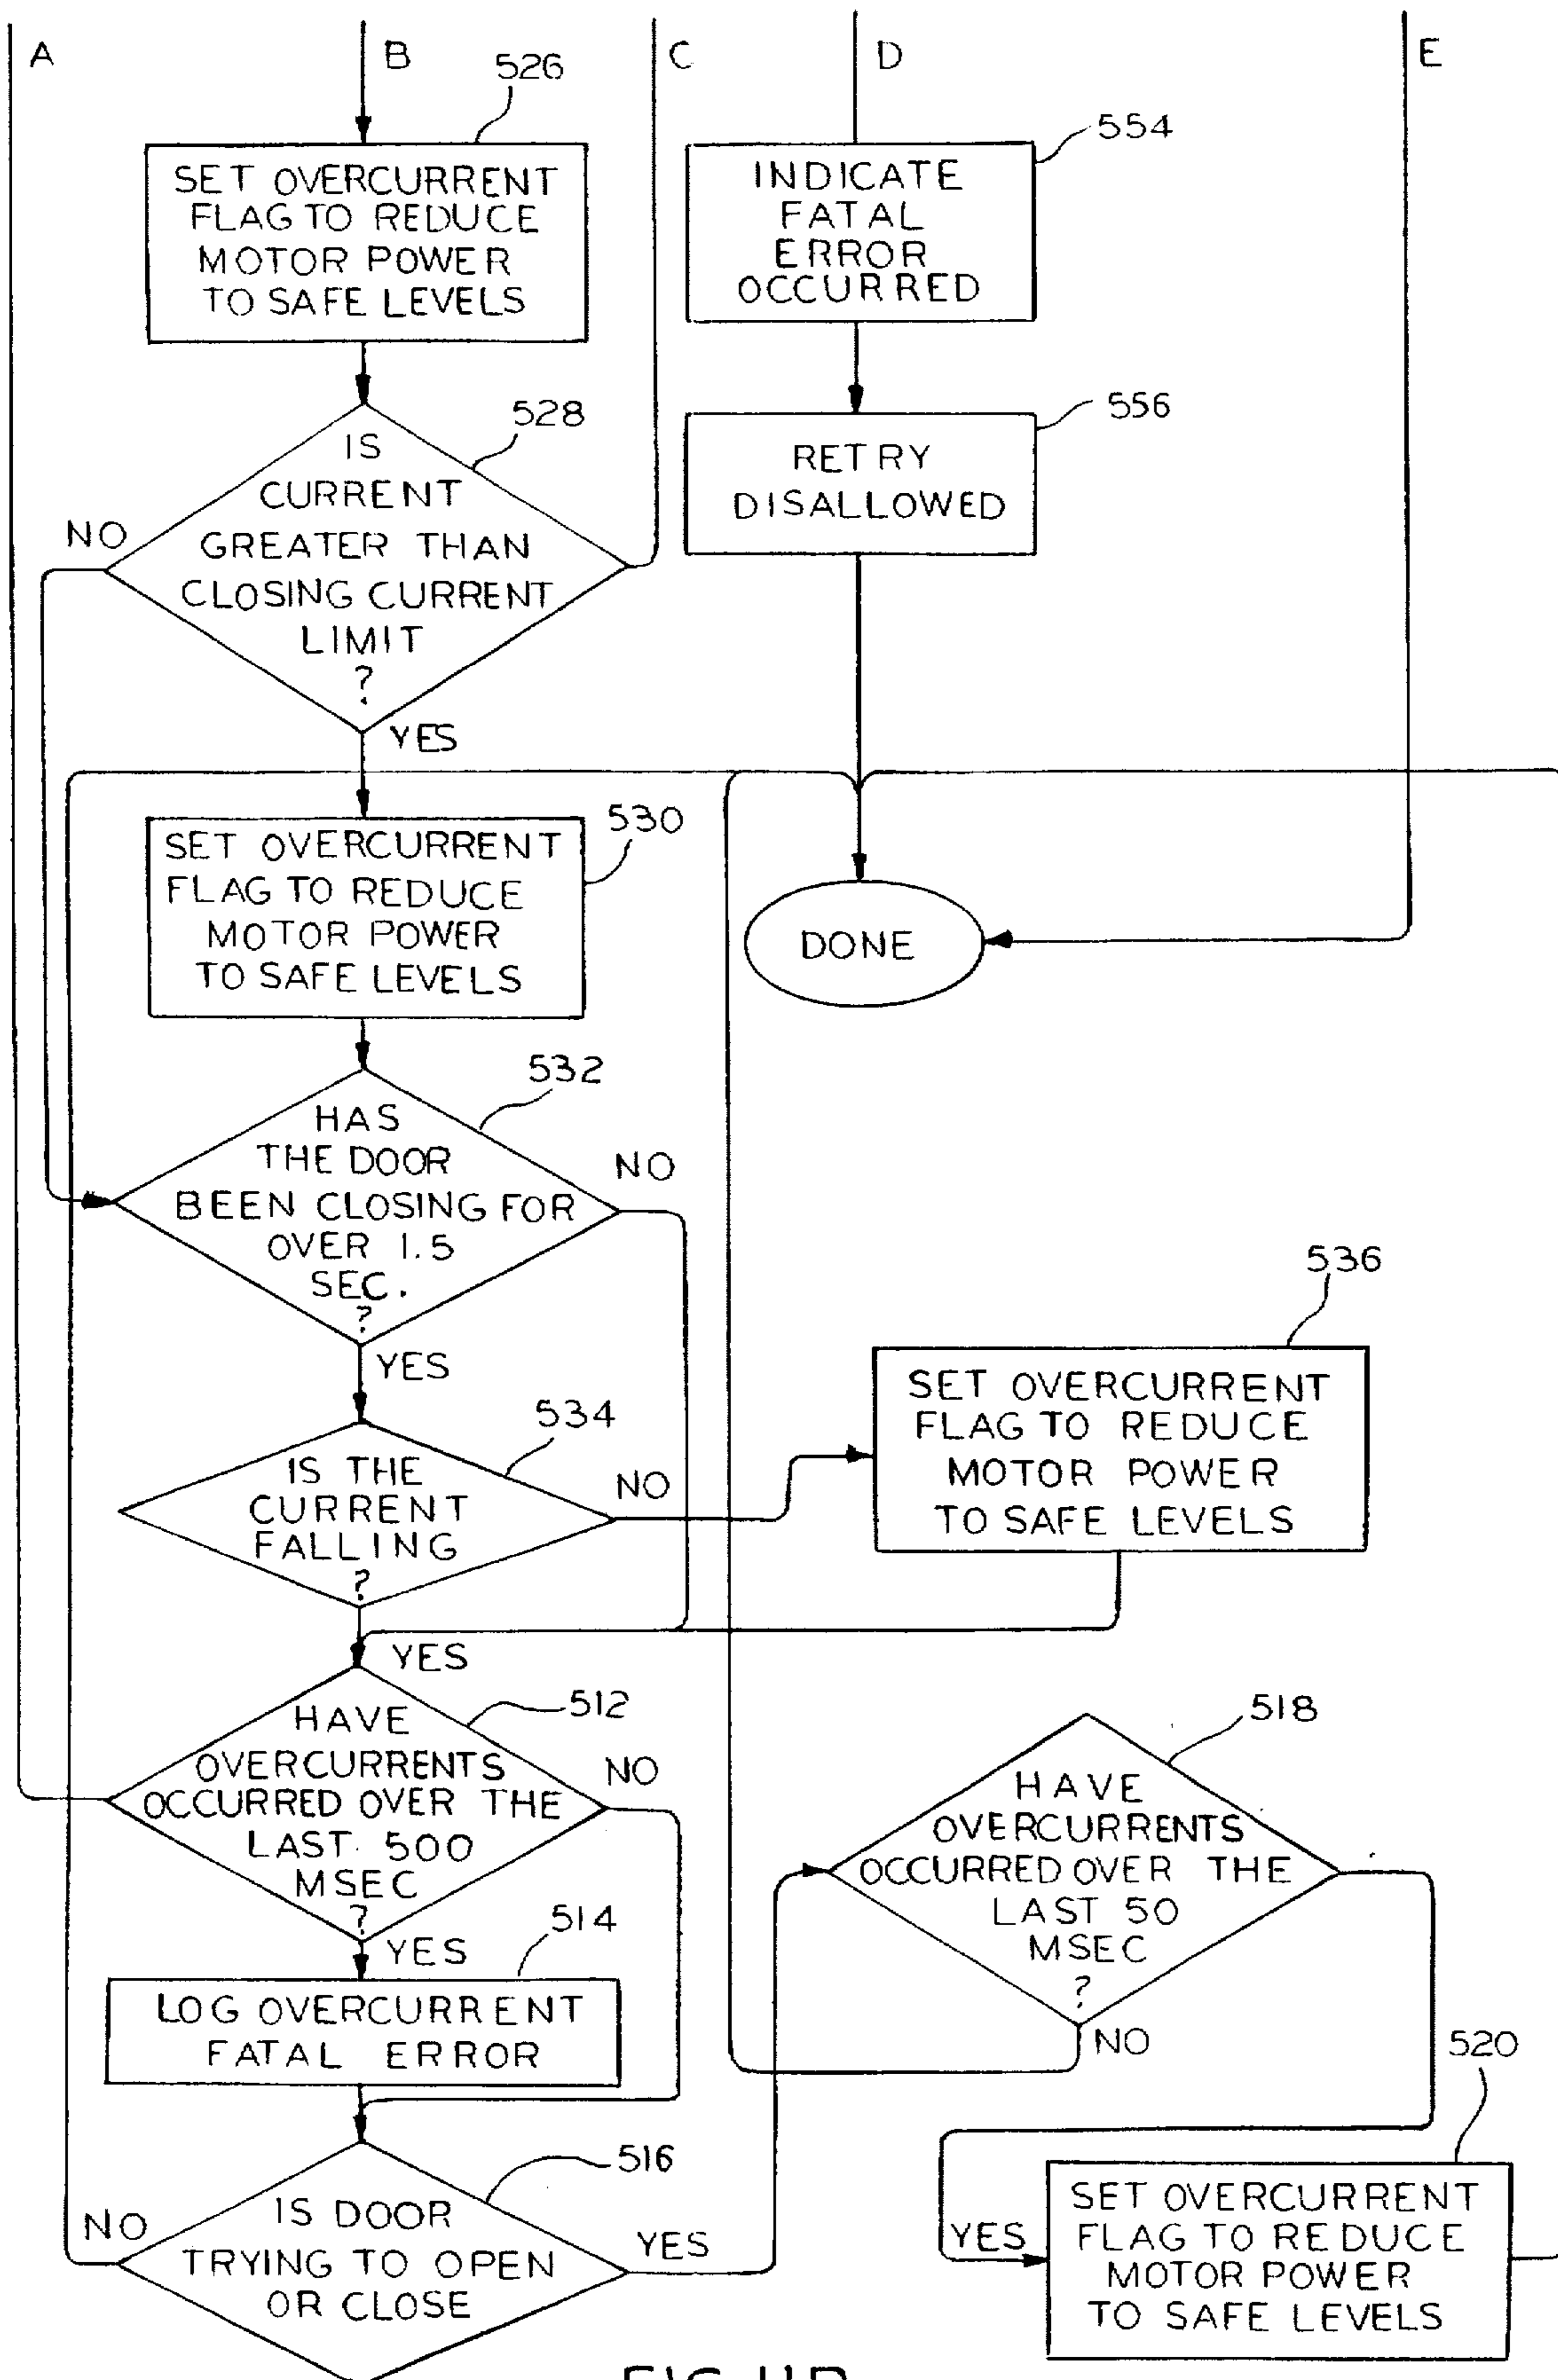 A
B
C
D
E
526
SET OVERCURRENT
FLAG TO REDUCE
MOTOR POWER
TO SAFE LEVELS
554
INDICATE
FATAL
ERROR
OCCURRED
528
IS
CURRENT
GREATER THAN
CLOSING CURRENT
LIMIT
?
NO
YES
556
RETRY
DISALLOWED
530
SET OVERCURRENT
FLAG TO REDUCE
MOTOR POWER
TO SAFE LEVELS
DONE
532
HAS
THE DOOR
BEEN CLOSING FOR
OVER 1.5
SEC.
?
NO
YES
534
IS THE
CURRENT
FALLING
?
NO
YES
536
SET OVERCURRENT
FLAG TO REDUCE
MOTOR POWER
TO SAFE LEVELS
512
HAVE
OVERCURRENTS
OCCURRED OVER THE
LAST 500
MSEC
?
NO
YES
514
LOG OVERCURRENT
FATAL ERROR
518
HAVE
OVERCURRENTS
OCCURRED OVER THE
LAST 50
MSEC
?
NO
YES
516
IS DOOR
TRYING TO OPEN
OR CLOSE
NO
YES
520
SET OVERCURRENT
FLAG TO REDUCE
MOTOR POWER
TO SAFE LEVELS